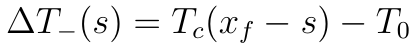 ΔT₋(s) = T_c(x_f − s) − T₀